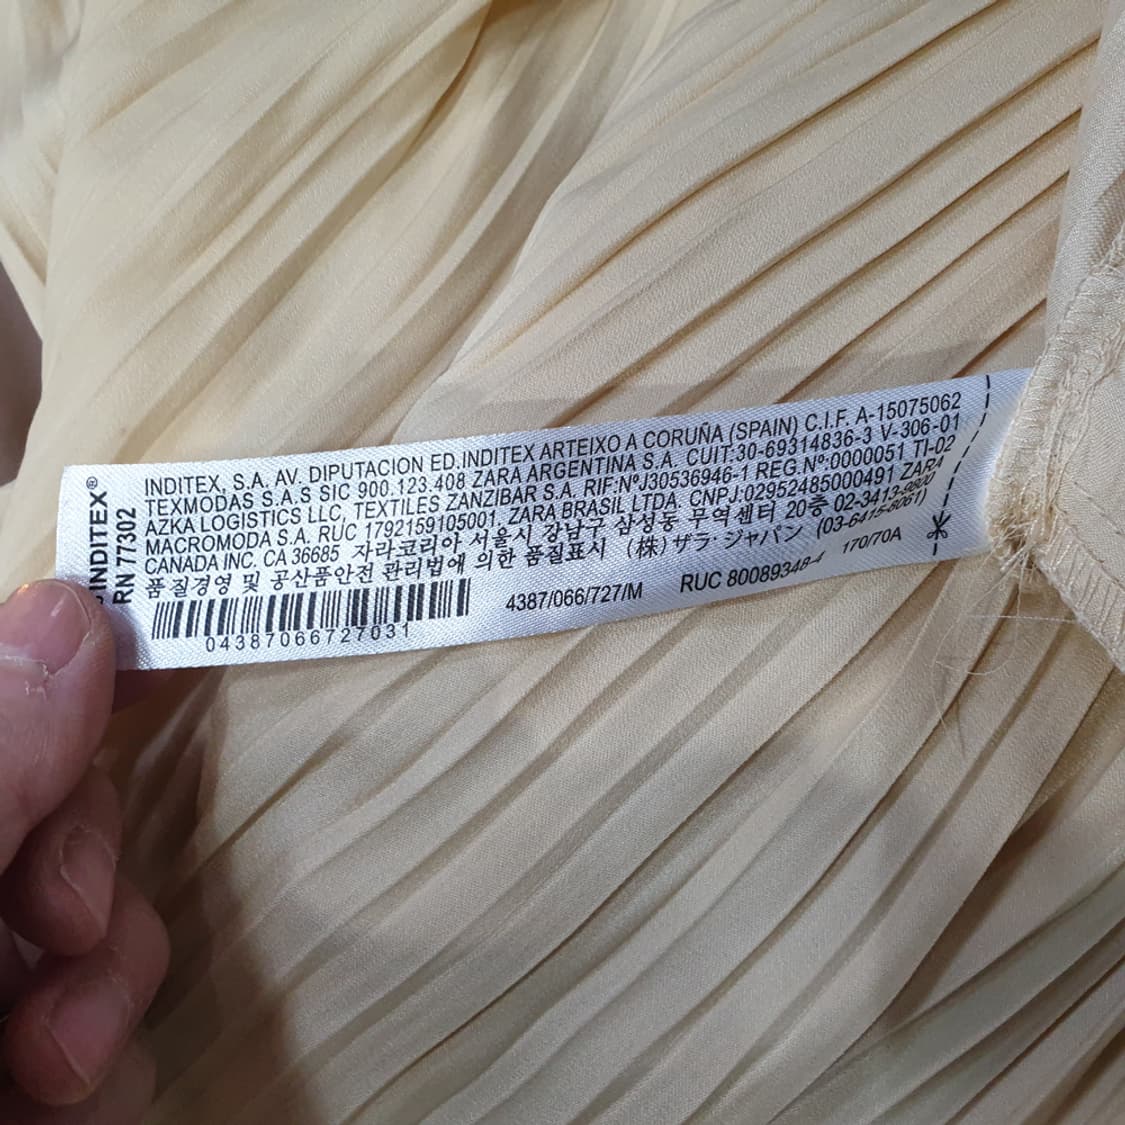 INDITEX®
RN 77302
INDITEX, S.A. AV. DIPUTACION ED.INDITEX ARTEIXO A CORUÑA (SPAIN) C.I.F. A-15075062
TEXMODAS S.A.S SIC 900.123.408 ZARA ARGENTINA S.A. CUIT:30-69314836-3 V-306-01
AZKA LOGISTICS LLC, TEXTILES ZANZIBAR S.A. RIF:NºJ30536946-1 REG.Nº:0000051 TI-02
MACROMODA S.A. RUC 1792159105001 ZARA BRASIL LTDA. CNPJ:02952485000491 ZARA
CANADA INC. CA 36685 자라코리아 서울시 강남구 삼성동 무역센터 20층 02-3413-9800
품질경영 및 공산품안전 관리법에 의한 품질표시 (株)ザラ・ジャパン (03-6415-8061)
04387066727031
4387/066/727/M
RUC 80089348-4
170/70A